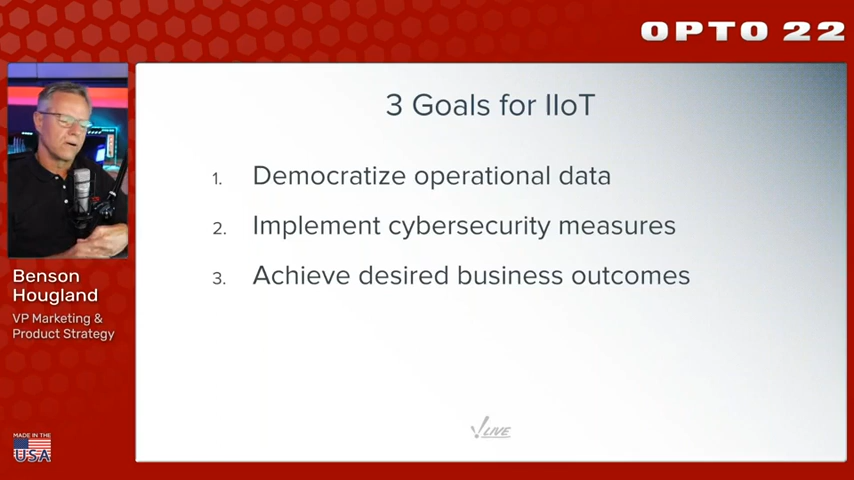 OPTO 22
3 Goals for IIoT
1. Democratize operational data
2. Implement cybersecurity measures
3. Achieve desired business outcomes
Benson
Hougland
VP Marketing &
Product Strategy
MADE IN THE
USA
LIVE